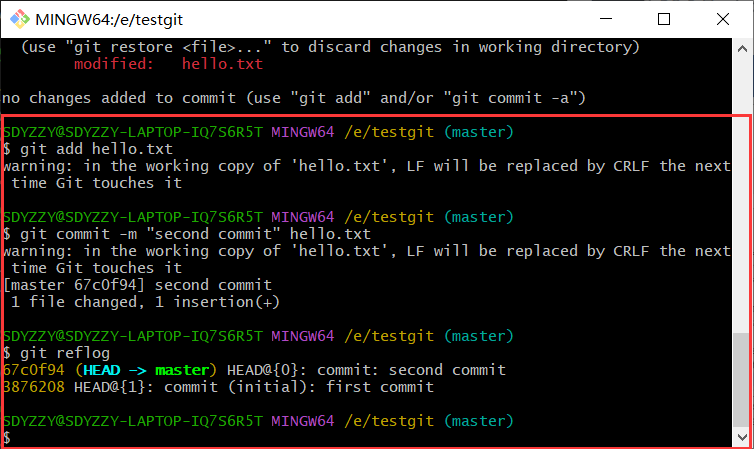 MINGW64:/e/testgit
(use "git restore <file>..." to discard changes in working directory)
modified:   hello.txt
no changes added to commit (use "git add" and/or "git commit -a")
SDYZZY@SDYZZY-LAPTOP-IQ7S6R5T MINGW64 /e/testgit (master)
$ git add hello.txt
warning: in the working copy of 'hello.txt', LF will be replaced by CRLF the next
time Git touches it
SDYZZY@SDYZZY-LAPTOP-IQ7S6R5T MINGW64 /e/testgit (master)
$ git commit -m "second commit" hello.txt
warning: in the working copy of 'hello.txt', LF will be replaced by CRLF the next
time Git touches it
[master 67c0f94] second commit
1 file changed, 1 insertion(+)
SDYZZY@SDYZZY-LAPTOP-IQ7S6R5T MINGW64 /e/testgit (master)
$ git reflog
67c0f94 (HEAD -> master) HEAD@{0}: commit: second commit
3876208 HEAD@{1}: commit (initial): first commit
SDYZZY@SDYZZY-LAPTOP-IQ7S6R5T MINGW64 /e/testgit (master)
$